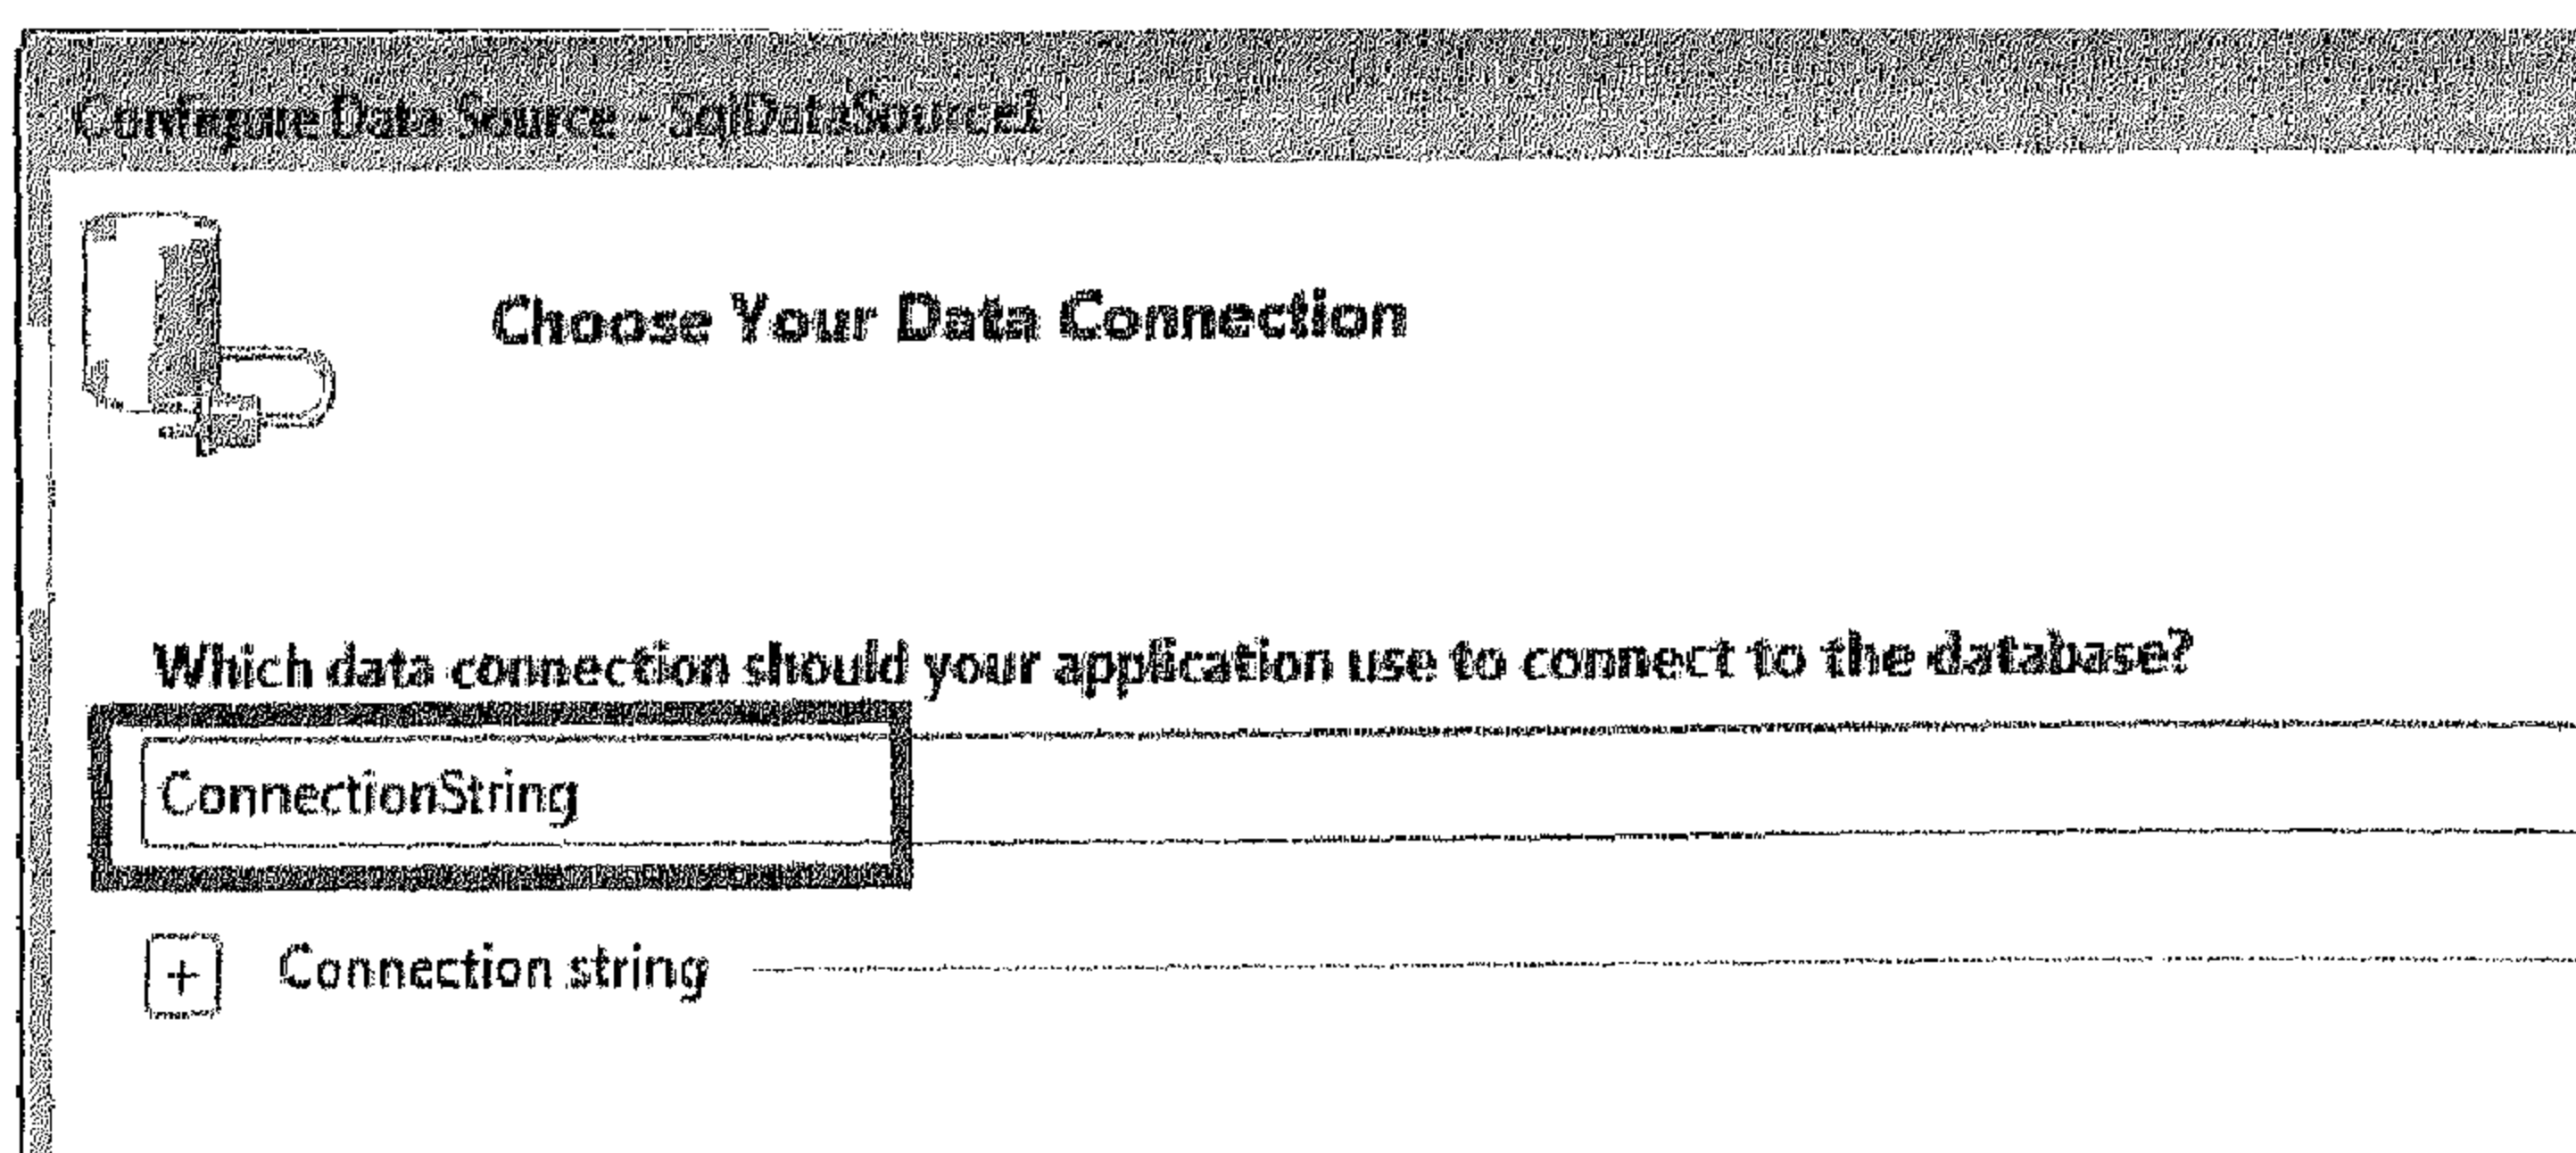 Configure Data Source - SqlDataSource1
Choose Your Data Connection
Which data connection should your application use to connect to the database?
ConnectionString
+ Connection string